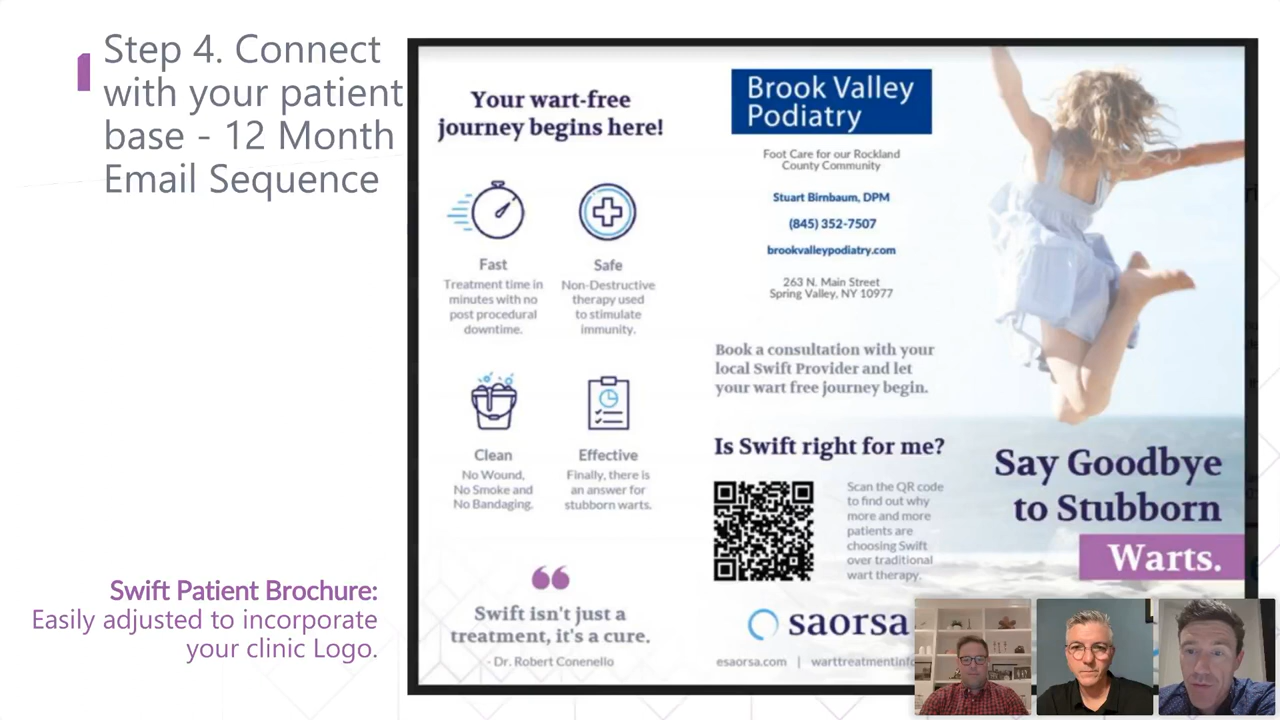 Step 4. Connect
with your patient
base - 12 Month
Email Sequence
Swift Patient Brochure:
Easily adjusted to incorporate
your clinic Logo.
Your wart-free
journey begins here!
Fast
Treatment time in
minutes with no
post procedural
downtime.
Safe
Non-Destructive
therapy used
to stimulate
immunity.
Clean
No Wound,
No Smoke and
No Bandaging.
Effective
Finally, there is
an answer for
stubborn warts.
Swift isn't just a
treatment, it's a cure.
- Dr. Robert Conenello
Brook Valley
Podiatry
Foot Care for our Rockland
County Community
Stuart Birnbaum, DPM
(845) 352-7507
brookvalleypodiatry.com
263 N. Main Street
Spring Valley, NY 10977
Book a consultation with your
local Swift Provider and let
your wart free journey begin.
Is Swift right for me?
Scan the QR code
to find out why
more and more
patients are
choosing Swift
over traditional
wart therapy.
saorsa
esaorsa.com |
Say Goodbye
to Stubborn
Warts.